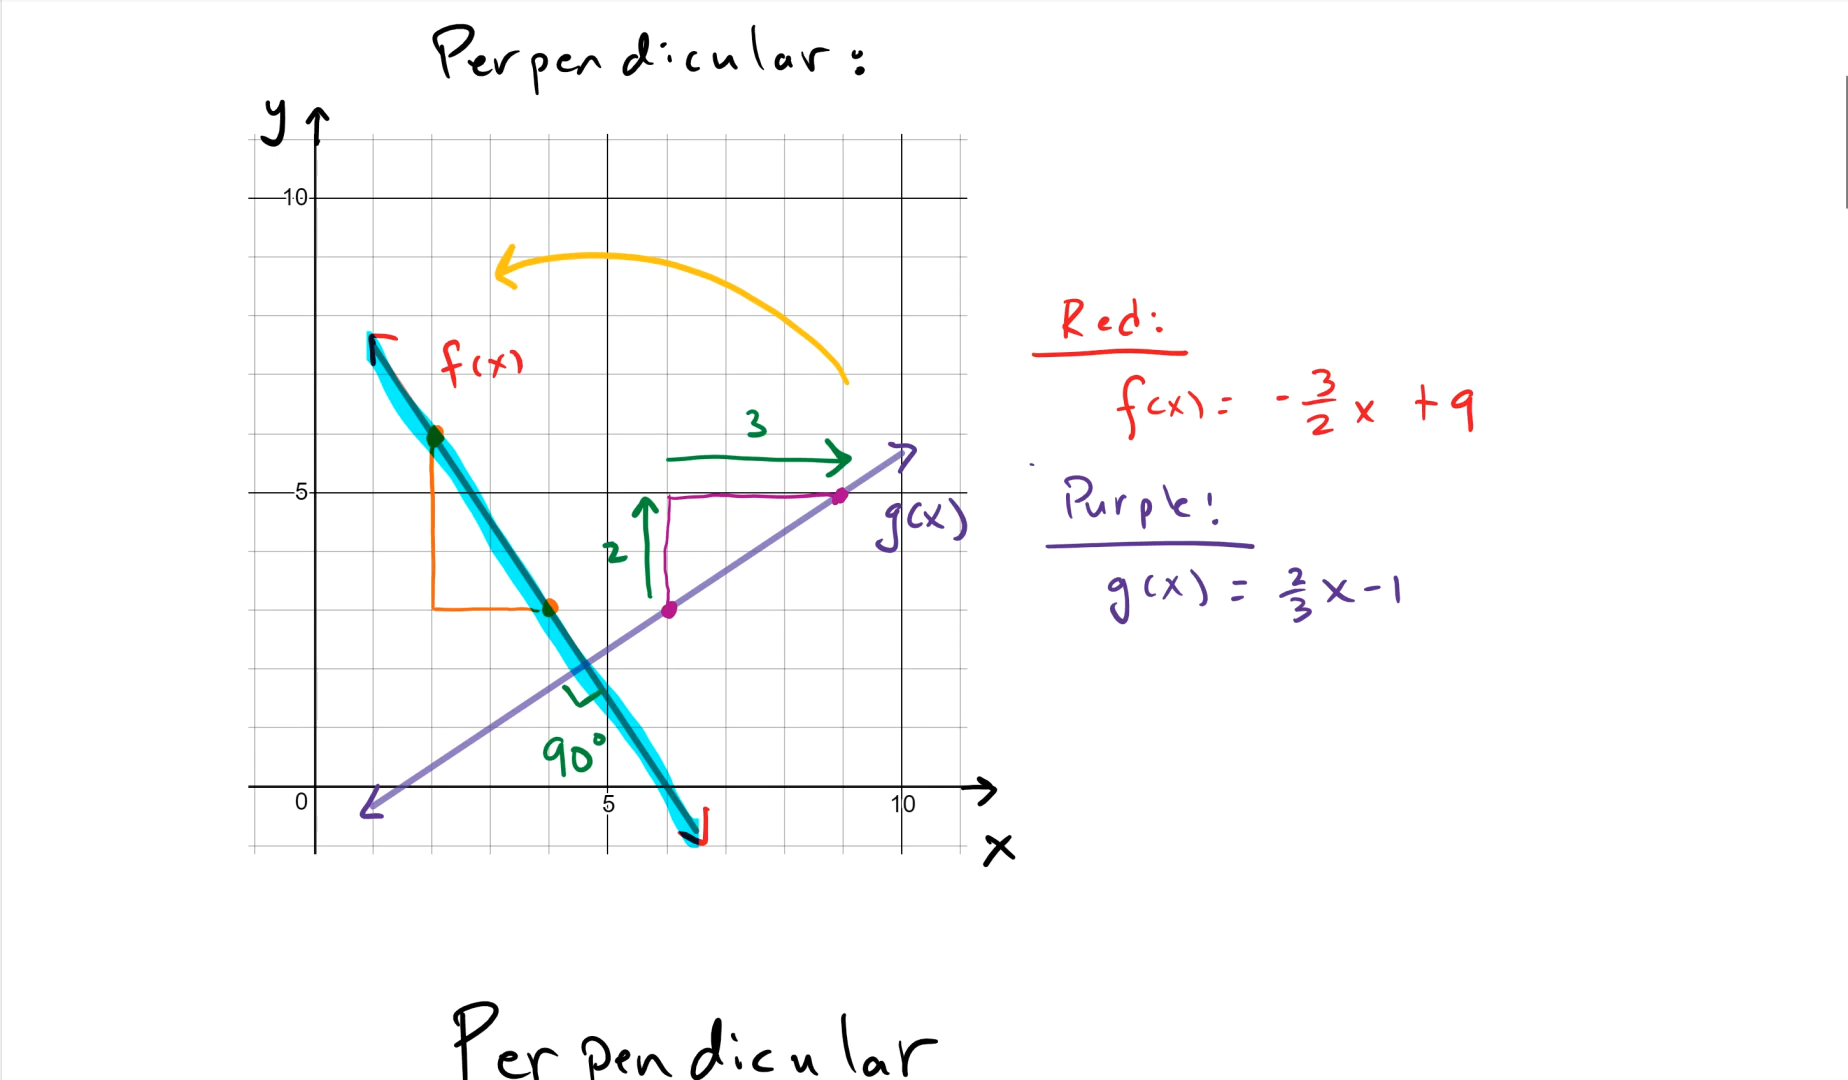 Perpendicular:
y
10
f(x)
3
5
g(x)
2
90°
0
5
10
x
Red:
f(x) = -3/2 x + 9
Purple:
g(x) = 2/3 x - 1
Perpendicular